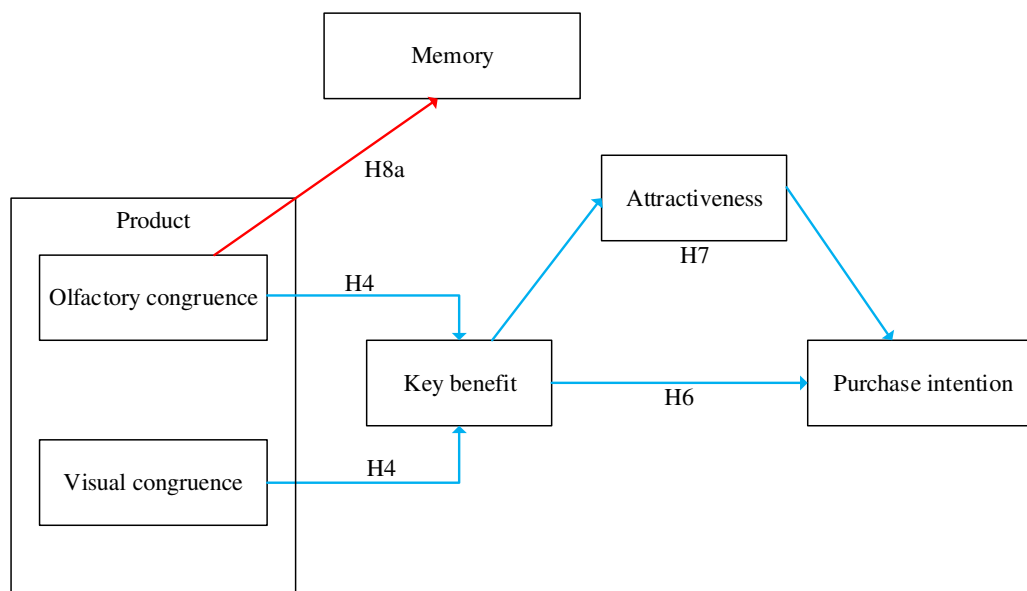 Memory
H8a
Attractiveness
H7
Product
Olfactory congruence
H4
Key benefit
H6
Purchase intention
Visual congruence
H4